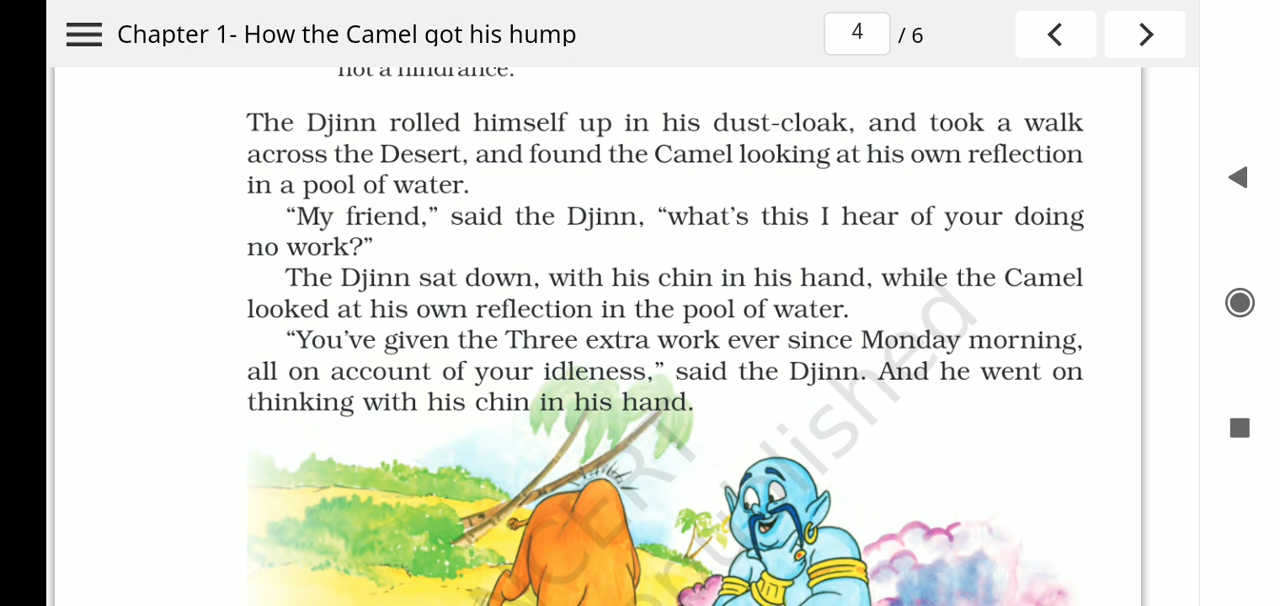 Chapter 1- How the Camel got his hump
4 / 6
not a hindrance.
The Djinn rolled himself up in his dust-cloak, and took a walk
across the Desert, and found the Camel looking at his own reflection
in a pool of water.
“My friend,” said the Djinn, “what’s this I hear of your doing
no work?”
The Djinn sat down, with his chin in his hand, while the Camel
looked at his own reflection in the pool of water.
“You’ve given the Three extra work ever since Monday morning,
all on account of your idleness,” said the Djinn. And he went on
thinking with his chin in his hand.